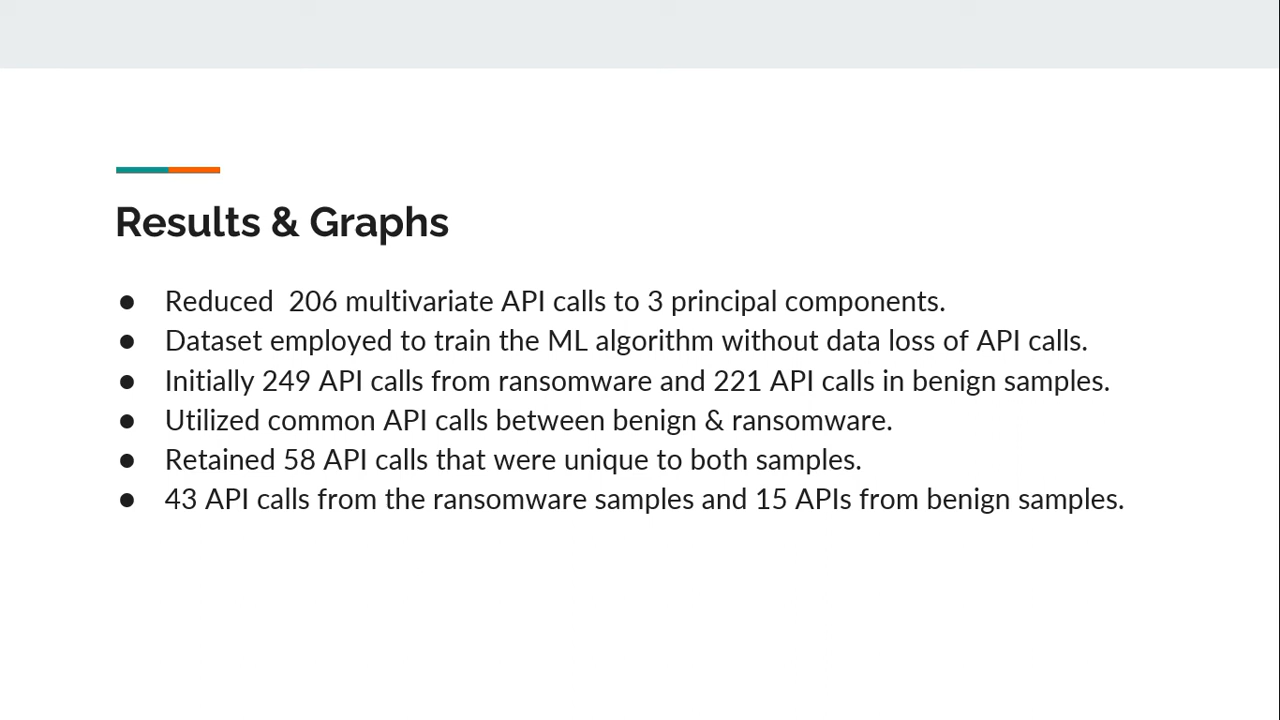 Results & Graphs
● Reduced  206 multivariate API calls to 3 principal components.
● Dataset employed to train the ML algorithm without data loss of API calls.
● Initially 249 API calls from ransomware and 221 API calls in benign samples.
● Utilized common API calls between benign & ransomware.
● Retained 58 API calls that were unique to both samples.
● 43 API calls from the ransomware samples and 15 APIs from benign samples.